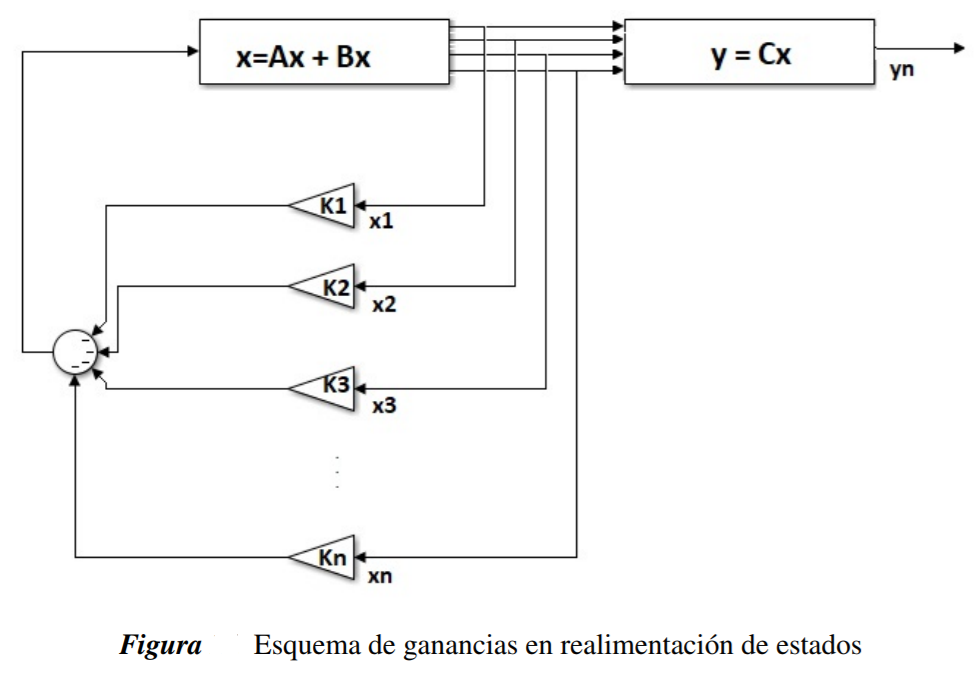 x=Ax + Bx
y = Cx
yn
K1
x1
K2
x2
K3
x3
Kn
xn
Figura Esquema de ganancias en realimentación de estados